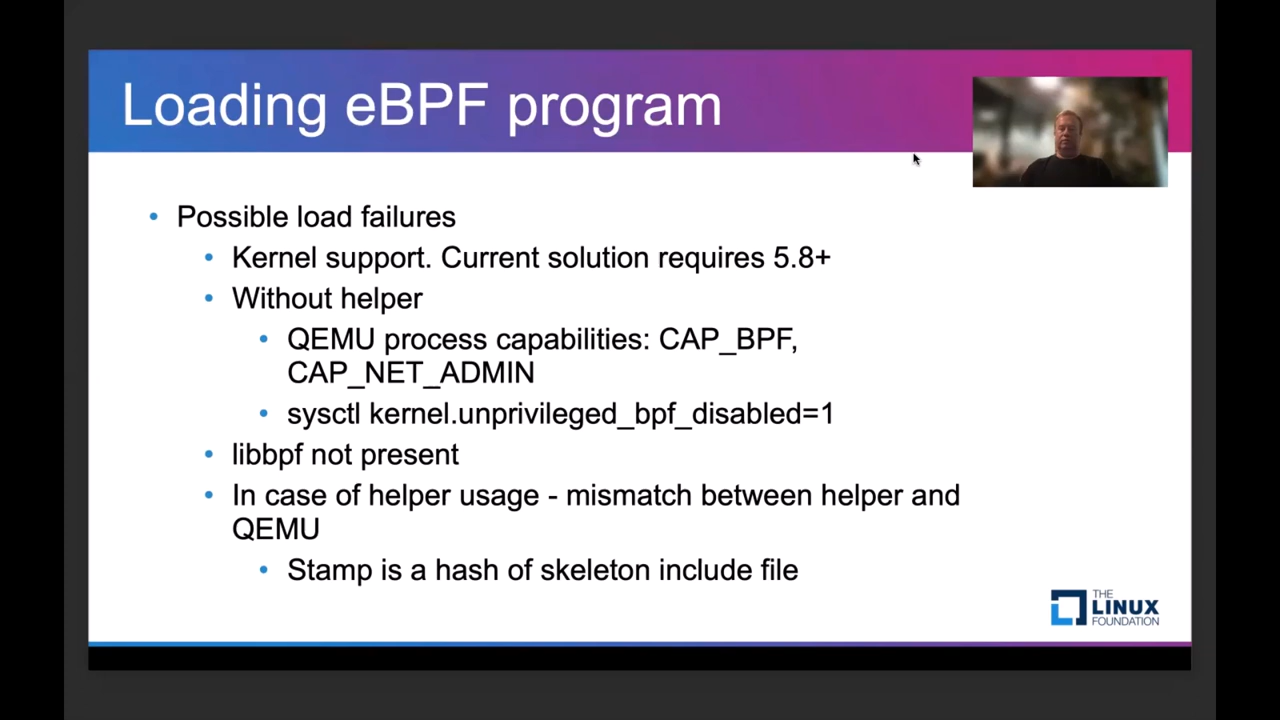 Loading eBPF program
• Possible load failures
• Kernel support. Current solution requires 5.8+
• Without helper
• QEMU process capabilities: CAP_BPF,
CAP_NET_ADMIN
• sysctl kernel.unprivileged_bpf_disabled=1
• libbpf not present
• In case of helper usage - mismatch between helper and
QEMU
• Stamp is a hash of skeleton include file
THE
LINUX
FOUNDATION